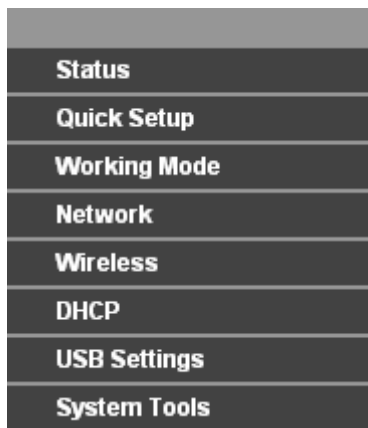 Status
Quick Setup
Working Mode
Network
Wireless
DHCP
USB Settings
System Tools